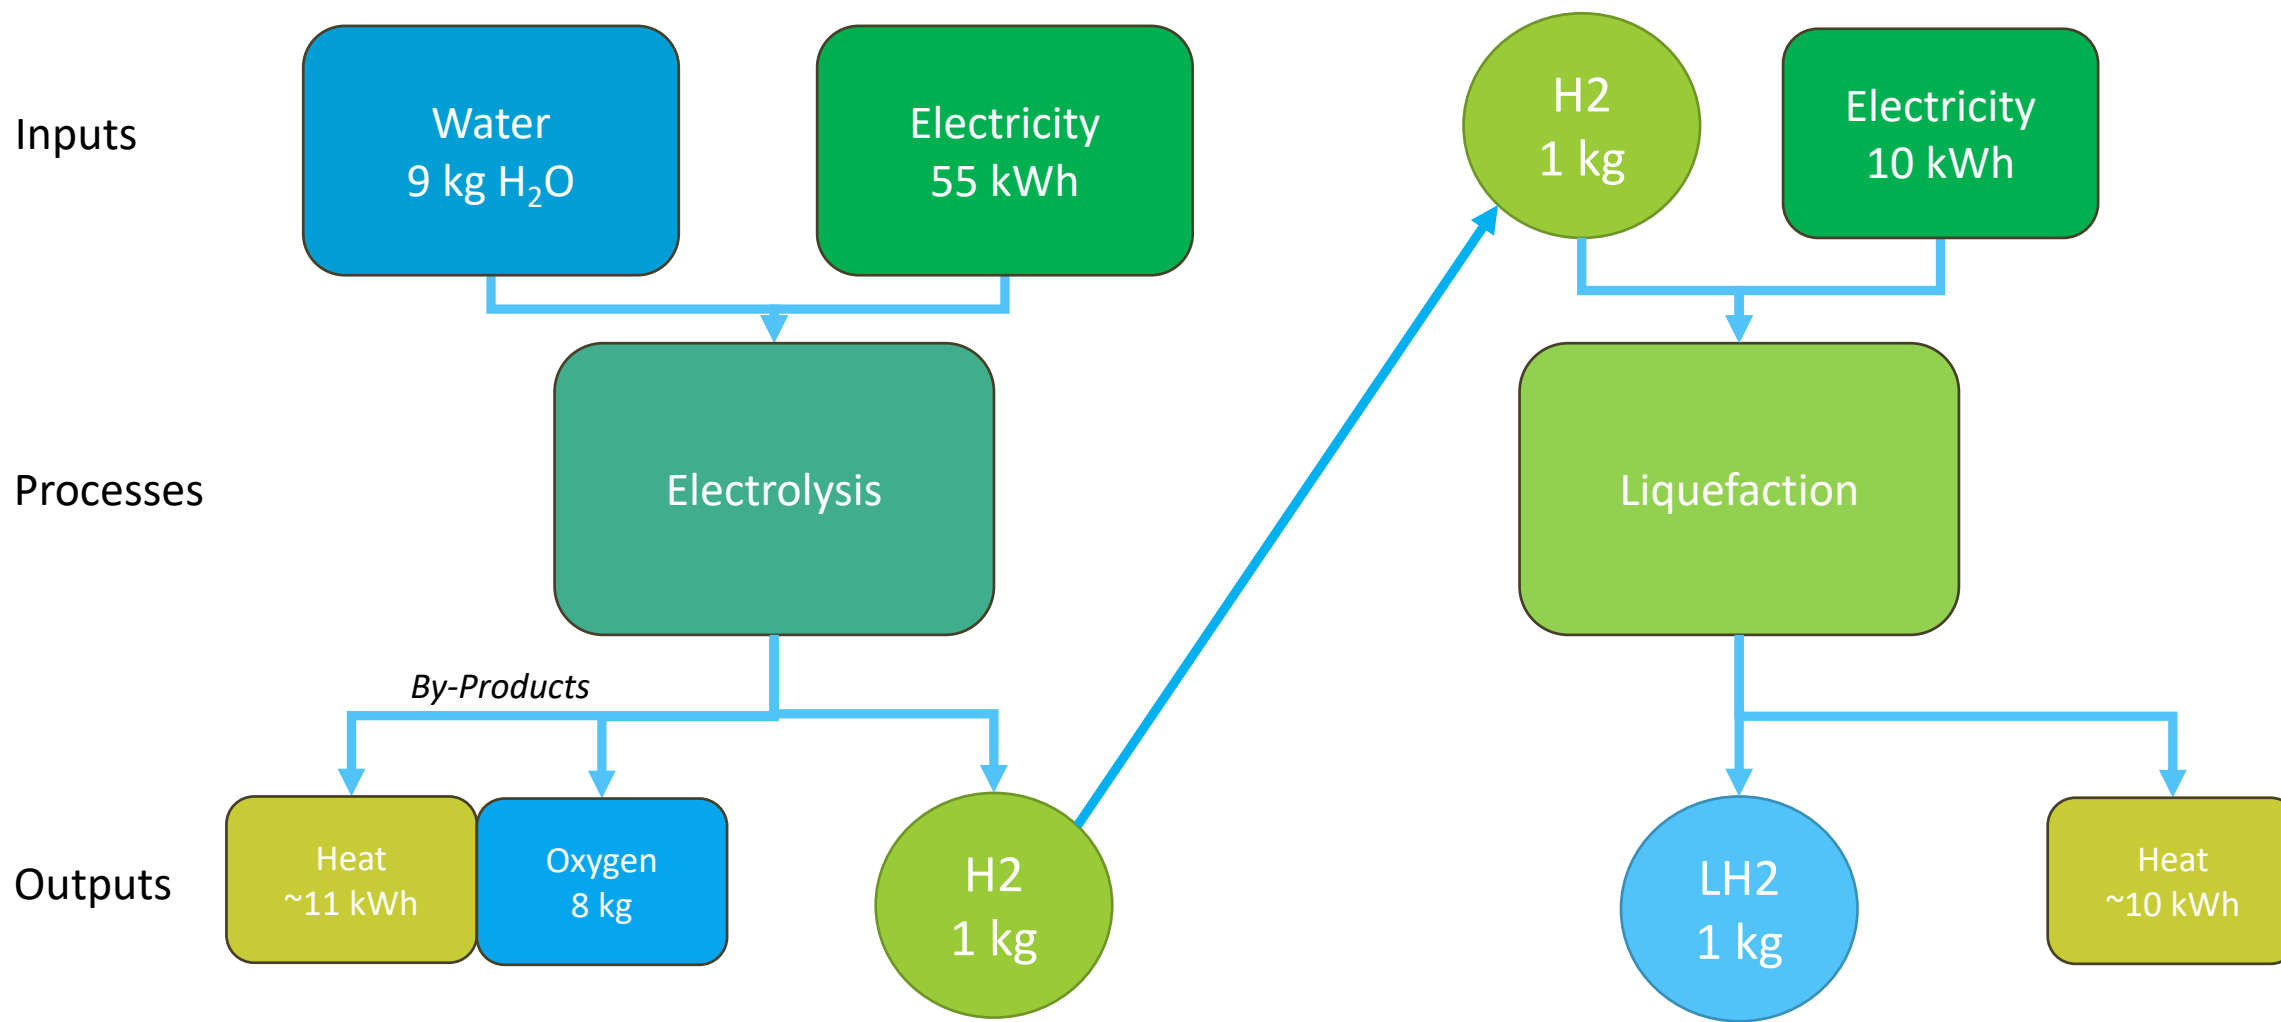 Inputs
Water
9 kg H₂O
Electricity
55 kWh
H2
1 kg
Electricity
10 kWh
Processes
Electrolysis
Liquefaction
By-Products
Outputs
Heat
~11 kWh
Oxygen
8 kg
H2
1 kg
LH2
1 kg
Heat
~10 kWh